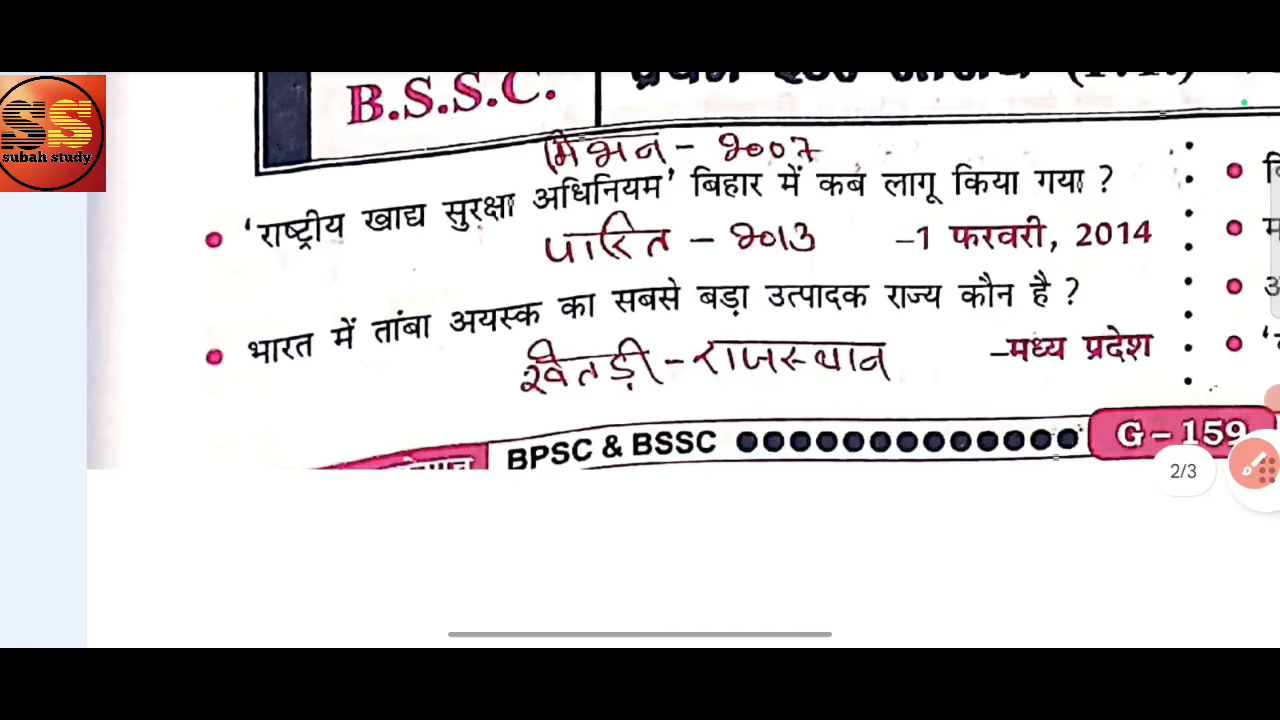 SS
subah study
B.S.S.C.
मिशन - 2007
'राष्ट्रीय खाद्य सुरक्षा अधिनियम' बिहार में कब लागू किया गया ?
पारित - 2013 -1 फरवरी, 2014
भारत में तांबा अयस्क का सबसे बड़ा उत्पादक राज्य कौन है ?
खेतड़ी - राजस्थान -मध्य प्रदेश
BPSC & BSSC
G - 159
2/3